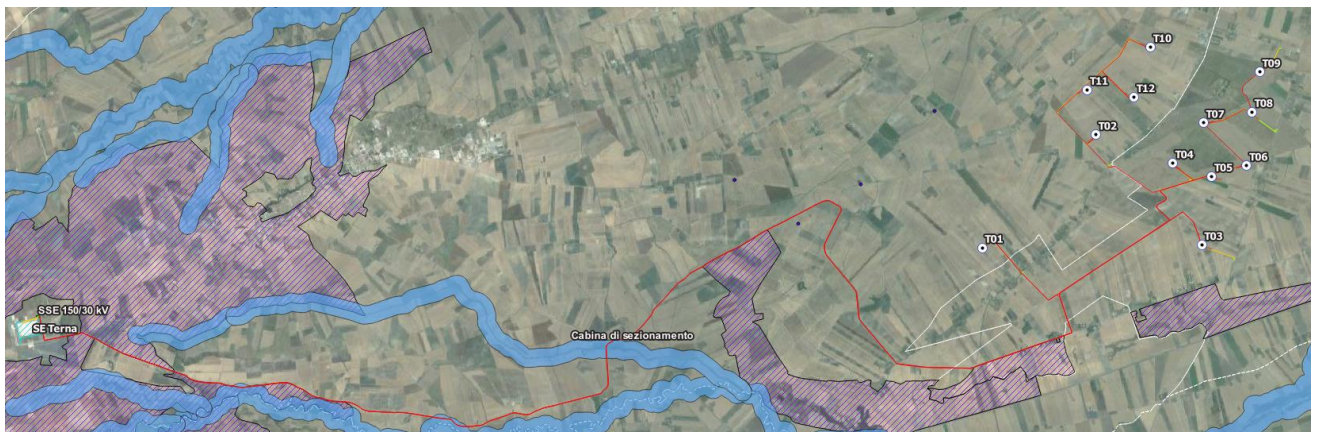 T10
T09
T11
T12
T08
T07
T02
T04
T06
T05
T01
T03
SSE 150/30 kV
SE Terna
Cabina di sezionamento